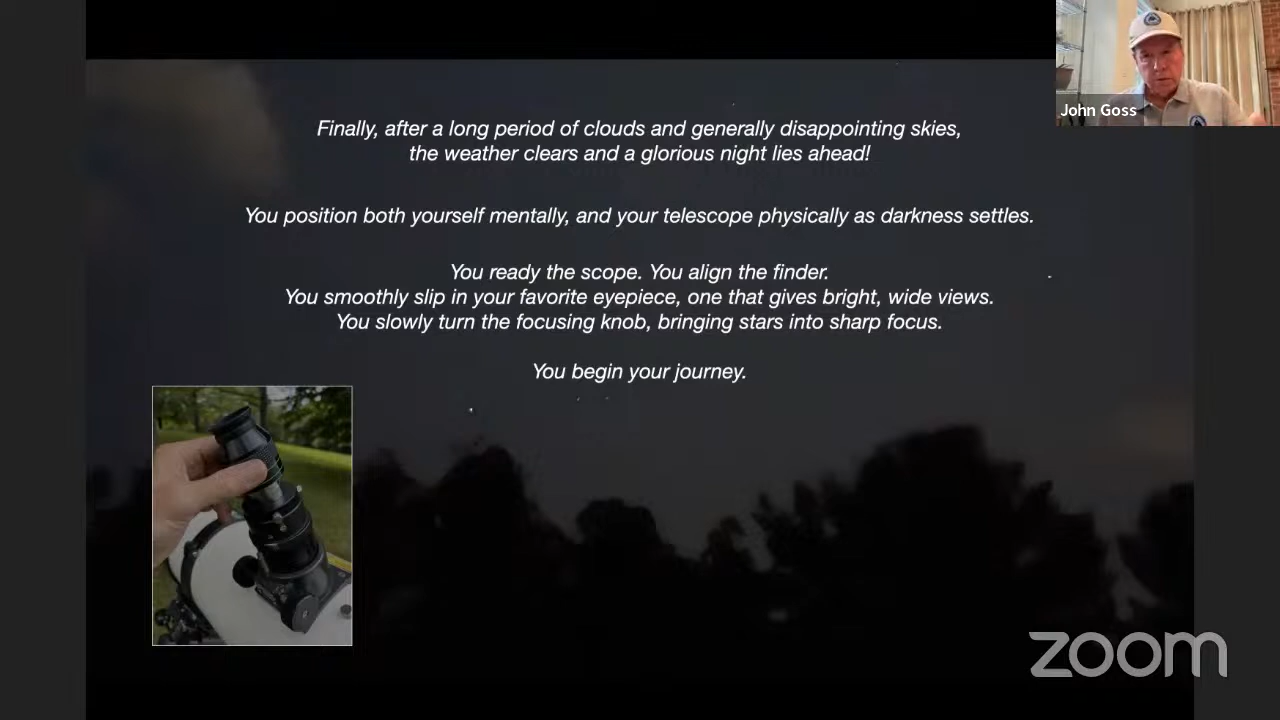 John Goss
Finally, after a long period of clouds and generally disappointing skies,
the weather clears and a glorious night lies ahead!
You position both yourself mentally, and your telescope physically as darkness settles.
You ready the scope. You align the finder.
You smoothly slip in your favorite eyepiece, one that gives bright, wide views.
You slowly turn the focusing knob, bringing stars into sharp focus.
You begin your journey.
zoom